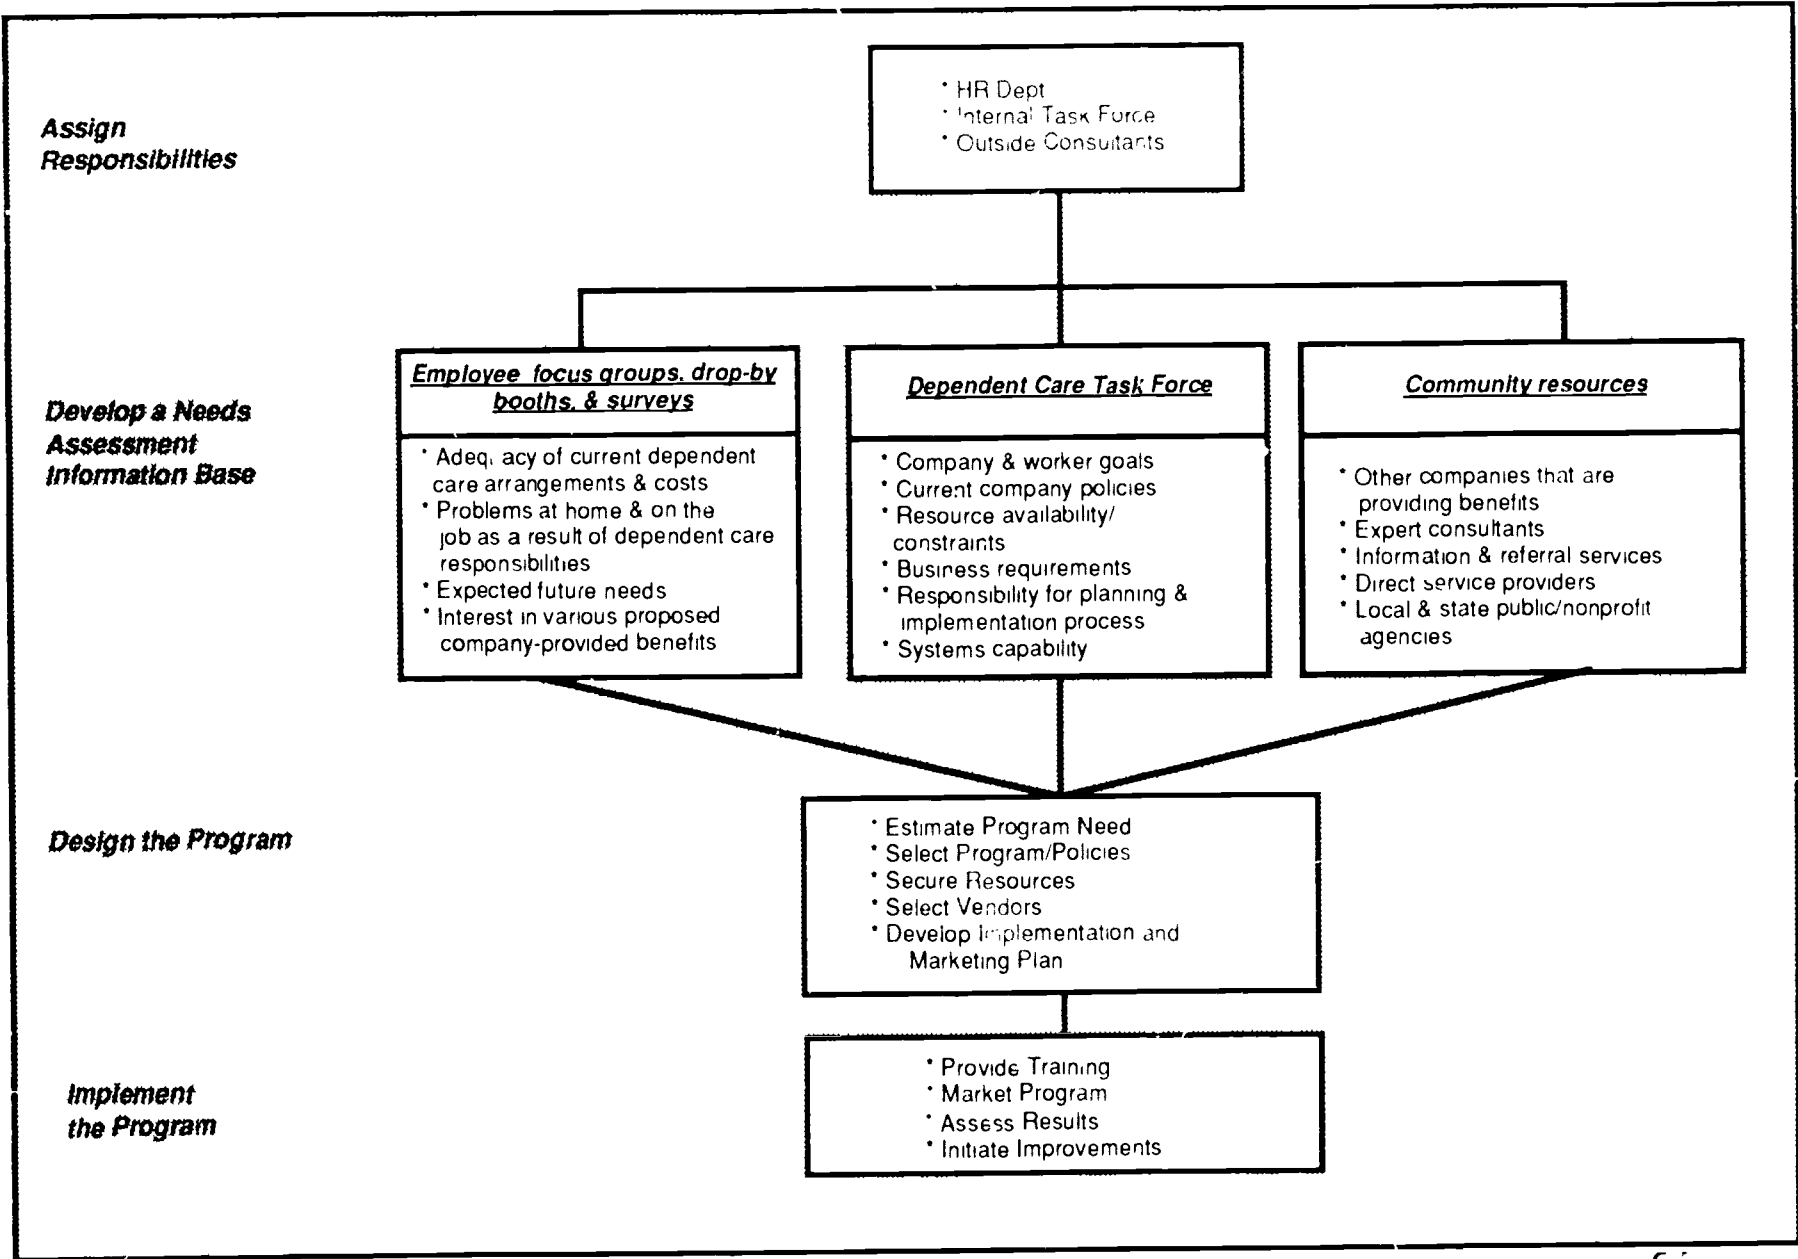 Assign
Responsibilities
* HR Dept
* Internal Task Force
* Outside Consultants
Develop a Needs
Assessment
Information Base
Employee focus groups, drop-by
booths, & surveys
* Adequacy of current dependent
care arrangements & costs
* Problems at home & on the
job as a result of dependent care
responsibilities
* Expected future needs
* Interest in various proposed
company-provided benefits
Dependent Care Task Force
* Company & worker goals
* Current company policies
* Resource availability/
constraints
* Business requirements
* Responsibility for planning &
implementation process
* Systems capability
Community resources
* Other companies that are
providing benefits
* Expert consultants
* Information & referral services
* Direct service providers
* Local & state public/nonprofit
agencies
Design the Program
* Estimate Program Need
* Select Program/Policies
* Secure Resources
* Select Vendors
* Develop Implementation and
Marketing Plan
Implement
the Program
* Provide Training
* Market Program
* Assess Results
* Initiate Improvements